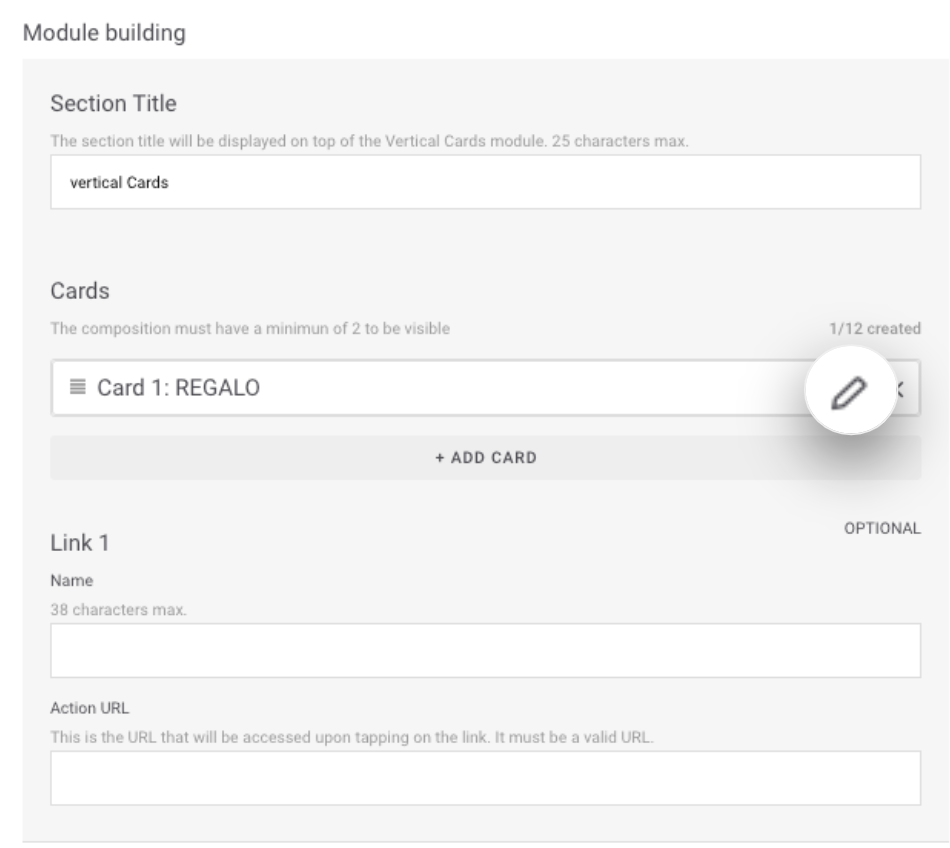 Module building
Section Title
The section title will be displayed on top of the Vertical Cards module. 25 characters max.
vertical Cards
Cards
The composition must have a minimun of 2 to be visible
1/12 created
Card 1: REGALO
+ ADD CARD
OPTIONAL
Link 1
Name
38 characters max.
Action URL
This is the URL that will be accessed upon tapping on the link. It must be a valid URL.